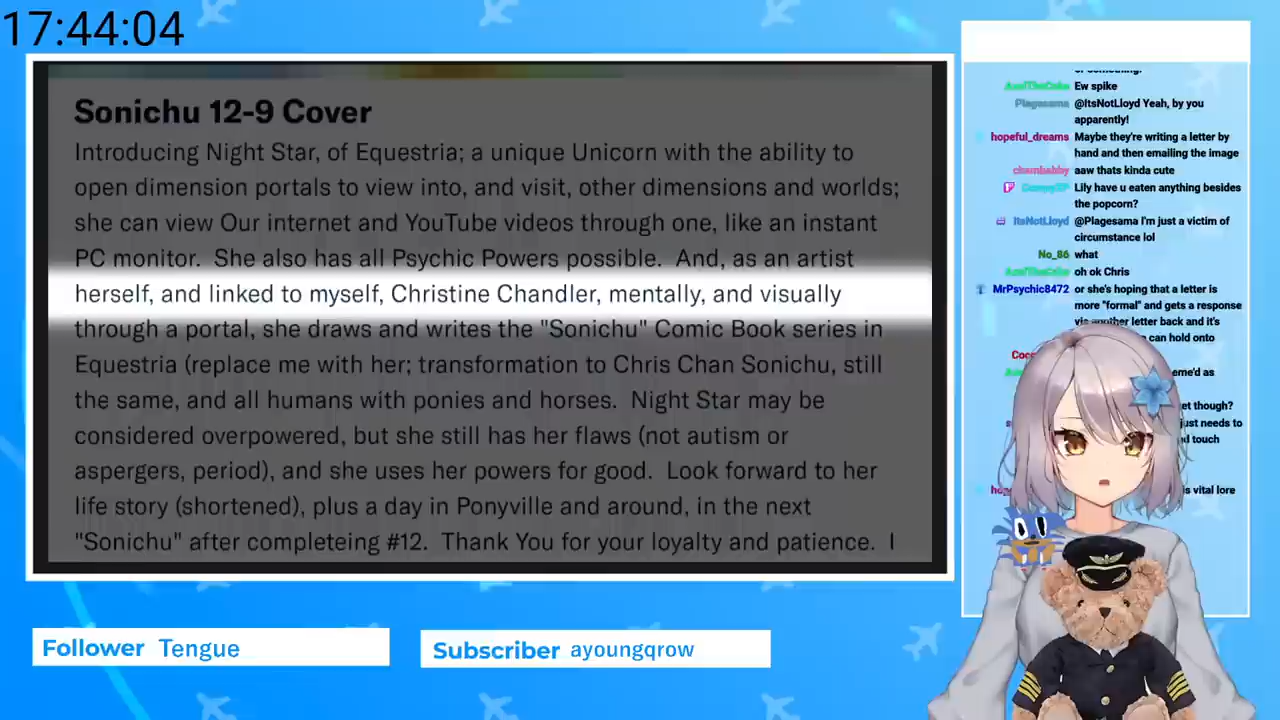 17:44:04
Sonichu 12-9 Cover
Introducing Night Star, of Equestria; a unique Unicorn with the ability to
open dimension portals to view into, and visit, other dimensions and worlds;
she can view Our internet and YouTube videos through one, like an instant
PC monitor.  She also has all Psychic Powers possible.  And, as an artist
herself, and linked to myself, Christine Chandler, mentally, and visually
through a portal, she draws and writes the "Sonichu" Comic Book series in
Equestria (replace me with her; transformation to Chris Chan Sonichu, still
the same, and all humans with ponies and horses.  Night Star may be
considered overpowered, but she still has her flaws (not autism or
aspergers, period), and she uses her powers for good.  Look forward to her
life story (shortened), plus a day in Ponyville and around, in the next
"Sonichu" after completeing #12.  Thank You for your loyalty and patience.  I
Ew spike
Plagesama @ItsNotLloyd Yeah, by you
apparently!
hopeful_dreams Maybe they're writing a letter by
hand and then emailing the image
aaw thats kinda cute
Lily have u eaten anything besides
the popcorn?
ItsNotLloyd @Plagesama I'm just a victim of
circumstance lol
No_86 what
oh ok Chris
MrPsychic8472 or she's hoping that a letter is
more "formal" and gets a response
via another letter back and it's
can hold onto
eme'd as
et though?
just needs to
d touch
is vital lore
Follower Tengue
Subscriber ayoungqrow